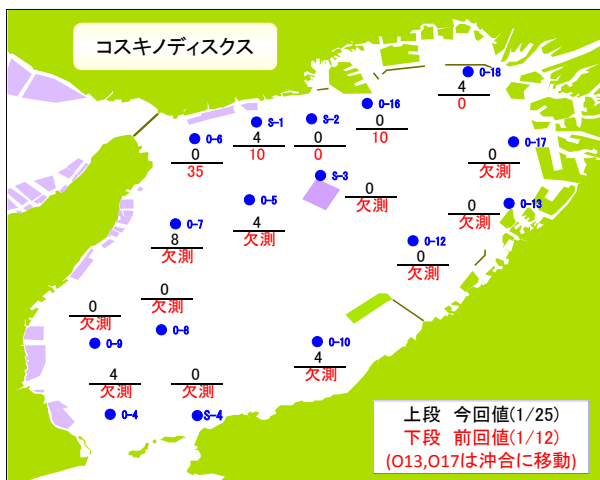 コスキノディスクス
O-18
4
0
O-16
0
10
S-2
0
0
S-1
4
10
O-6
0
35
O-17
0
欠測
S-3
0
欠測
O-13
0
欠測
O-5
4
欠測
O-7
8
欠測
O-12
0
欠測
0
欠測
O-8
0
欠測
O-9
O-10
4
欠測
4
欠測
O-4
0
欠測
S-4
上段 今回値(1/25)
下段 前回値(1/12)
(O13,O17は沖合に移動)